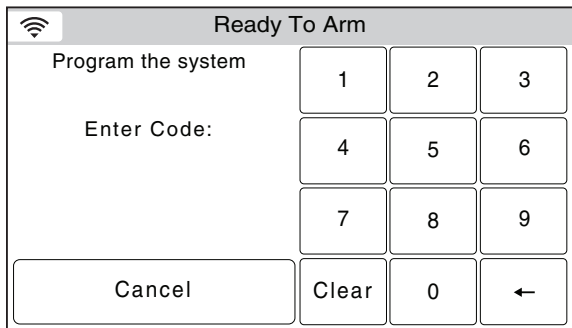 Ready To Arm
Program the system
Enter Code:
1 2 3
4 5 6
7 8 9
Cancel Clear 0 ←